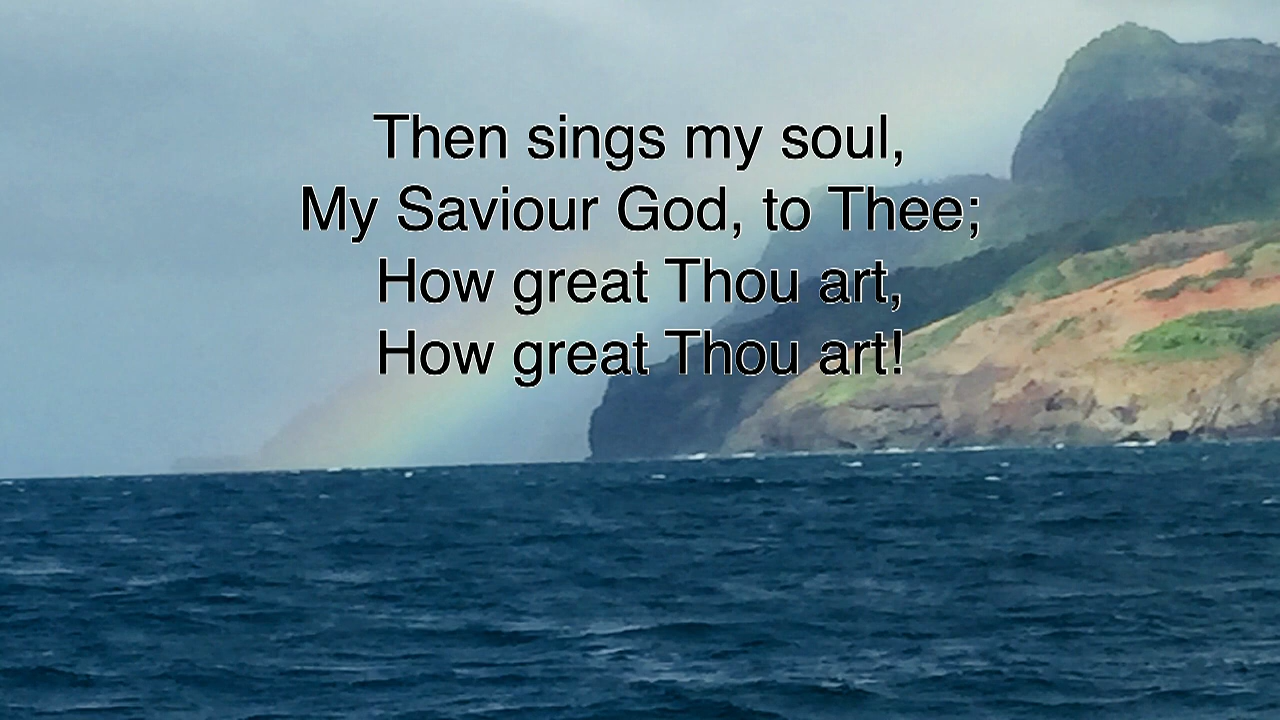 Then sings my soul,
My Saviour God, to Thee;
How great Thou art,
How great Thou art!